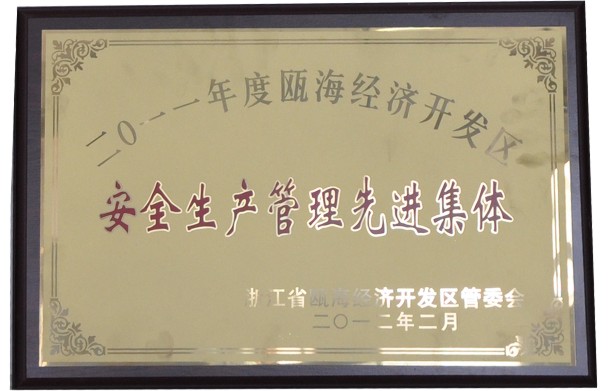 二〇一一年度瓯海经济开发区
安全生产管理先进集体
浙江省瓯海经济开发区管委会
二〇一二年二月